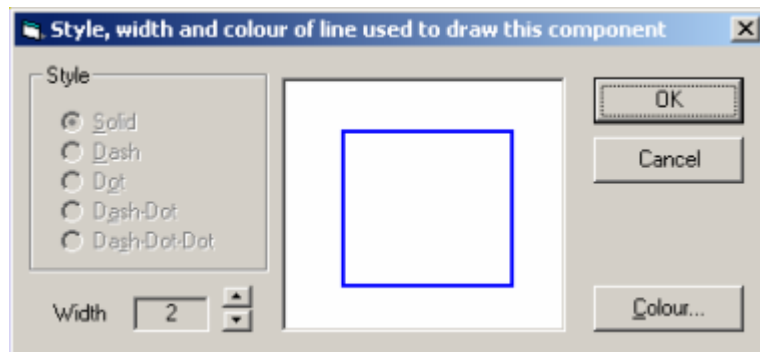 Style, width and colour of line used to draw this component
Style
Solid
Dash
Dot
Dash-Dot
Dash-Dot-Dot
Width 2
OK
Cancel
Colour...